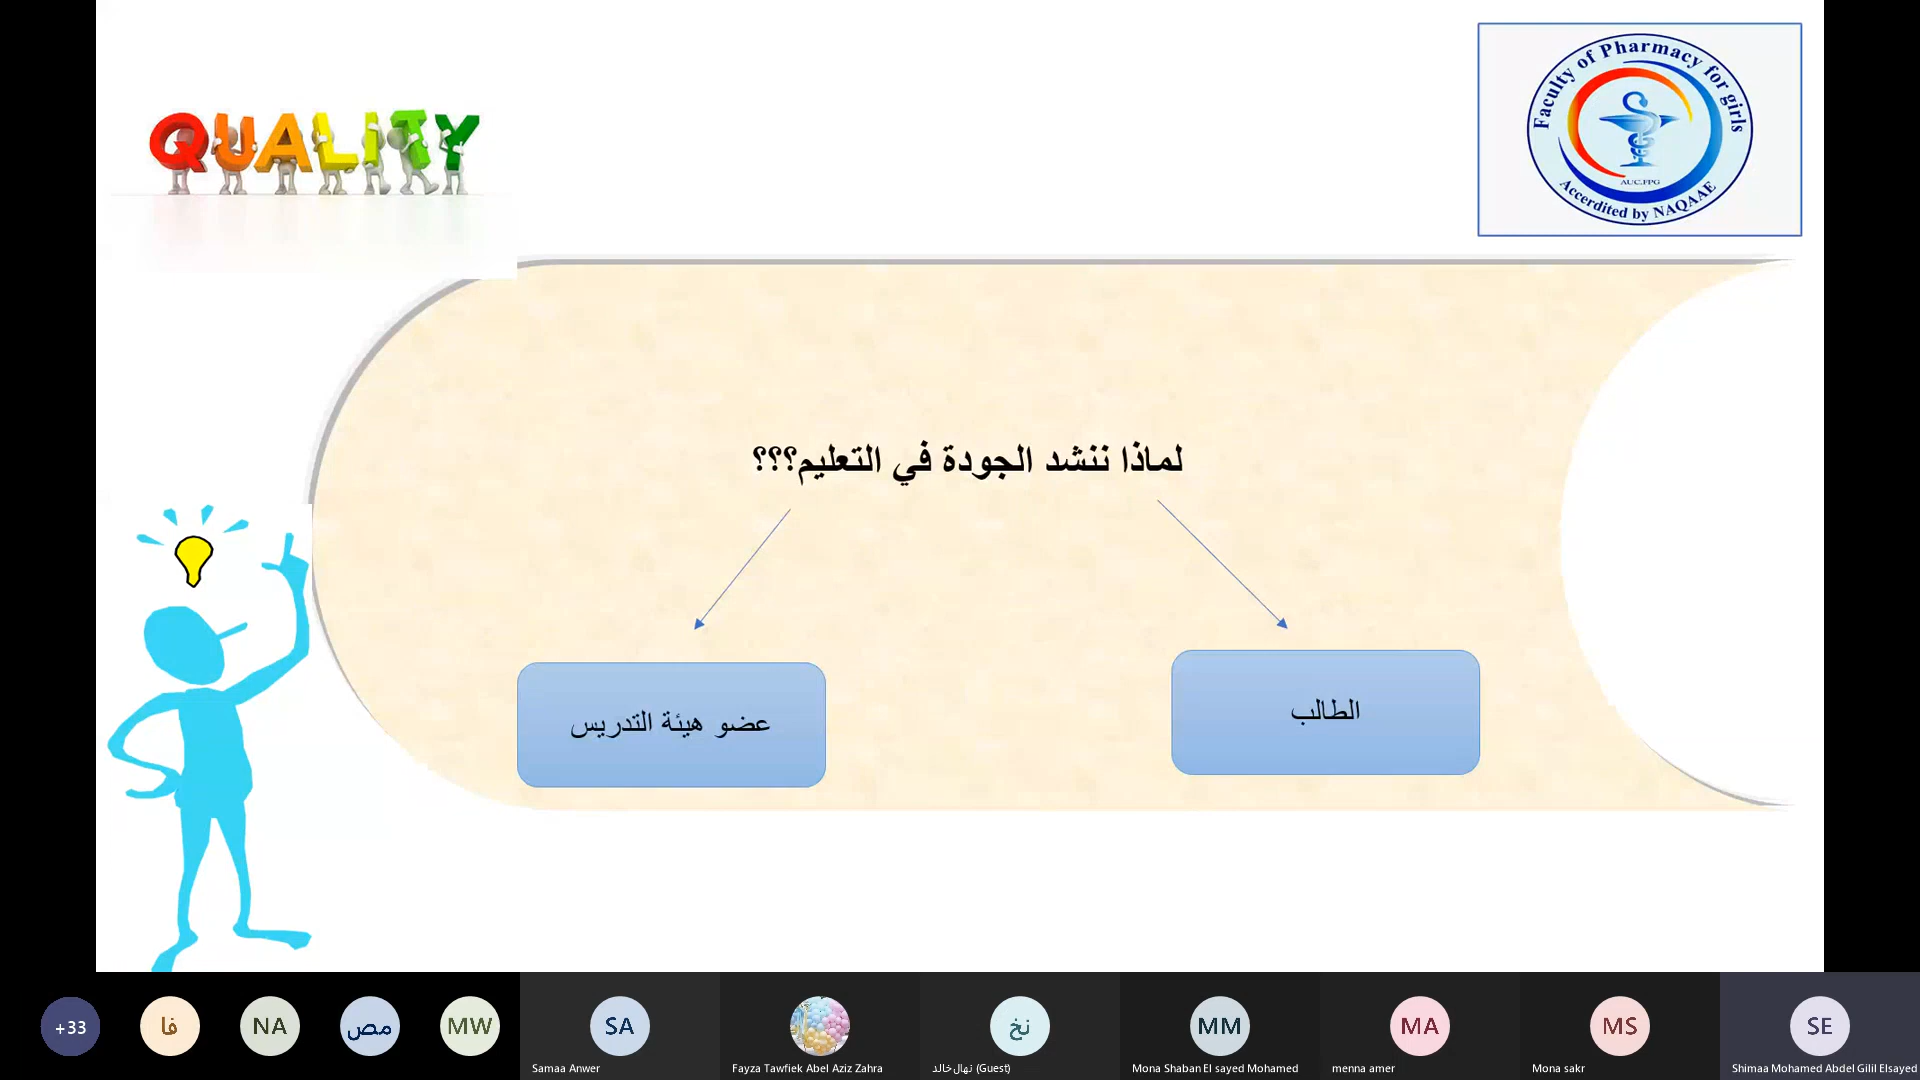 QUALITY
Faculty of Pharmacy for girls
AUC.FPG
Accerdited by NAQAAE
لماذا ننشد الجودة في التعليم؟؟؟
الطالب
عضو هيئة التدريس
+33
فا
NA
مص
MW
SA
نخ
MM
MA
MS
SE
Samaa Anwer
Fayza Tawfiek Abel Aziz Zahra
نهال خالد (Guest)
Mona Shaban El sayed Mohamed
menna amer
Mona sakr
Shimaa Mohamed Abdel Gilil Elsayed